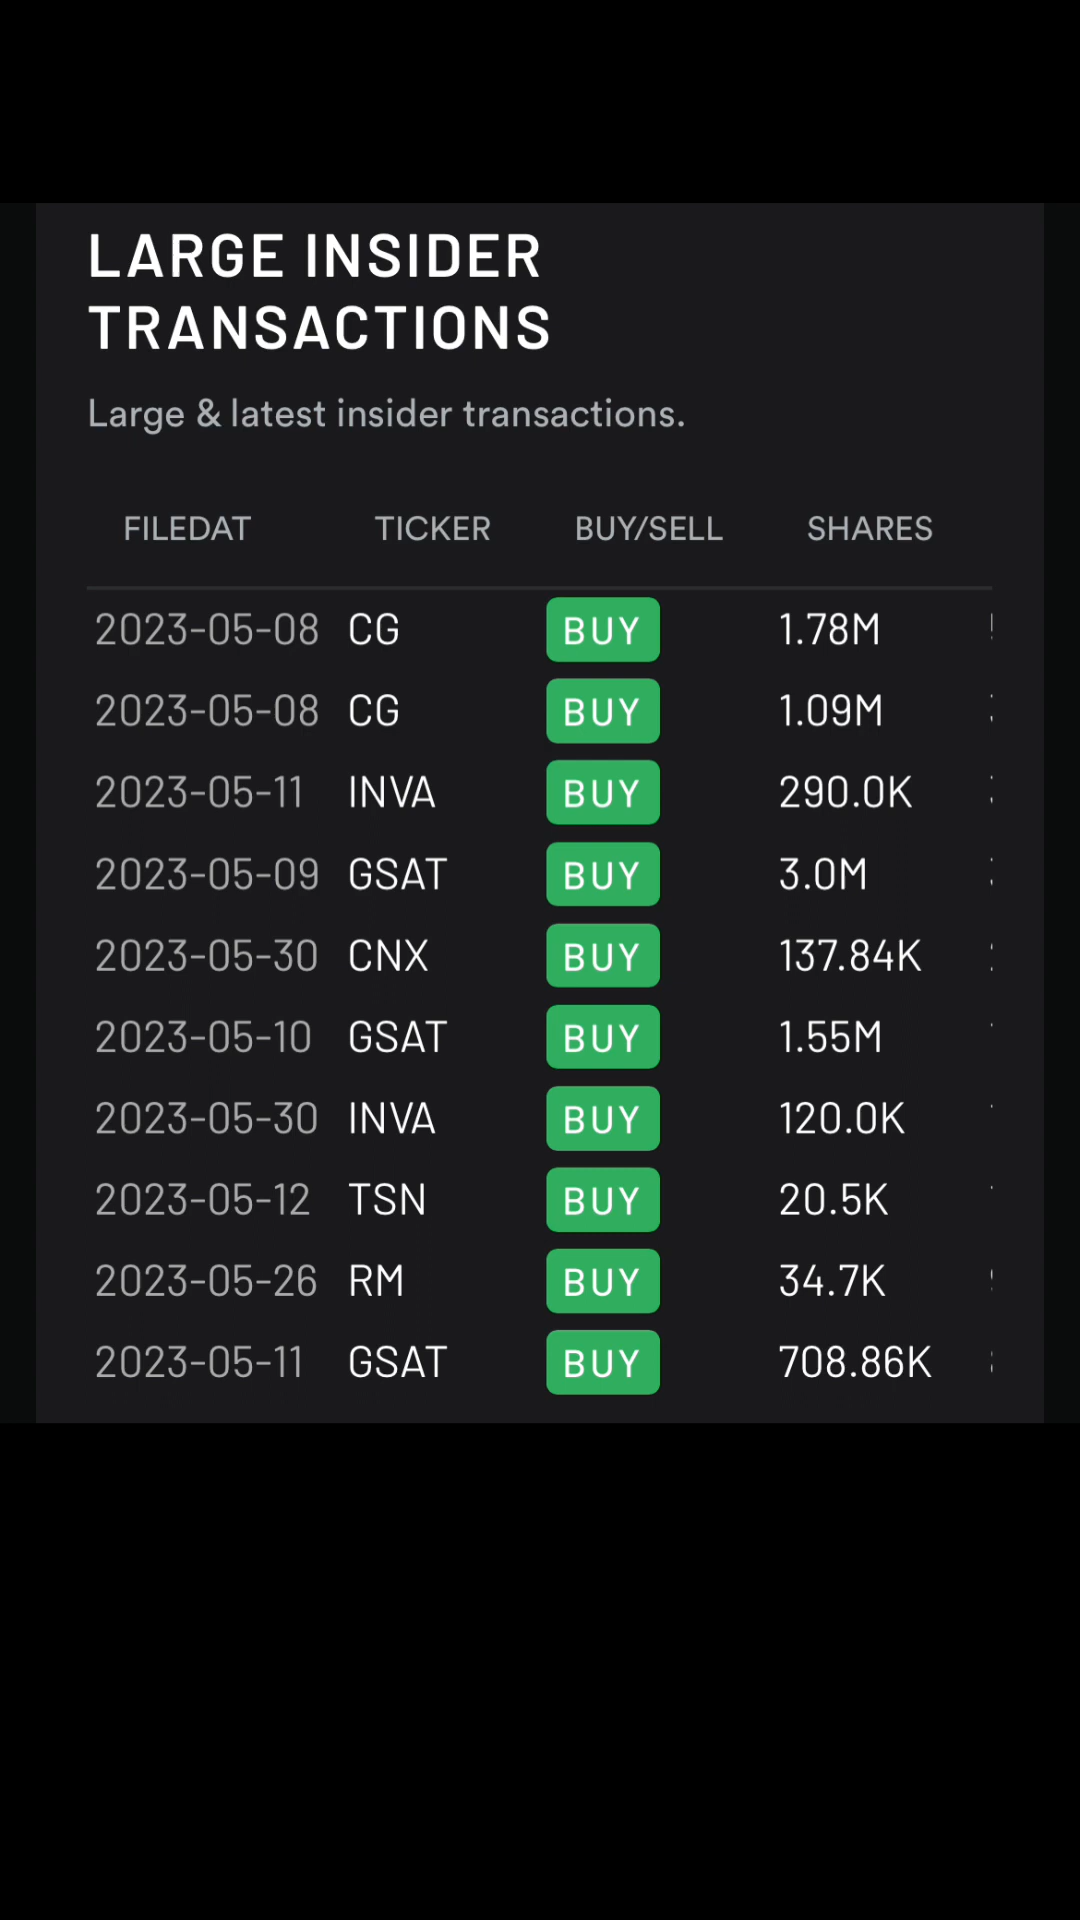 LARGE INSIDER
TRANSACTIONS
Large & latest insider transactions.
FILEDAT TICKER BUY/SELL SHARES
2023-05-08 CG BUY 1.78M
2023-05-08 CG BUY 1.09M
2023-05-11 INVA BUY 290.0K
2023-05-09 GSAT BUY 3.0M
2023-05-30 CNX BUY 137.84K
2023-05-10 GSAT BUY 1.55M
2023-05-30 INVA BUY 120.0K
2023-05-12 TSN BUY 20.5K
2023-05-26 RM BUY 34.7K
2023-05-11 GSAT BUY 708.86K